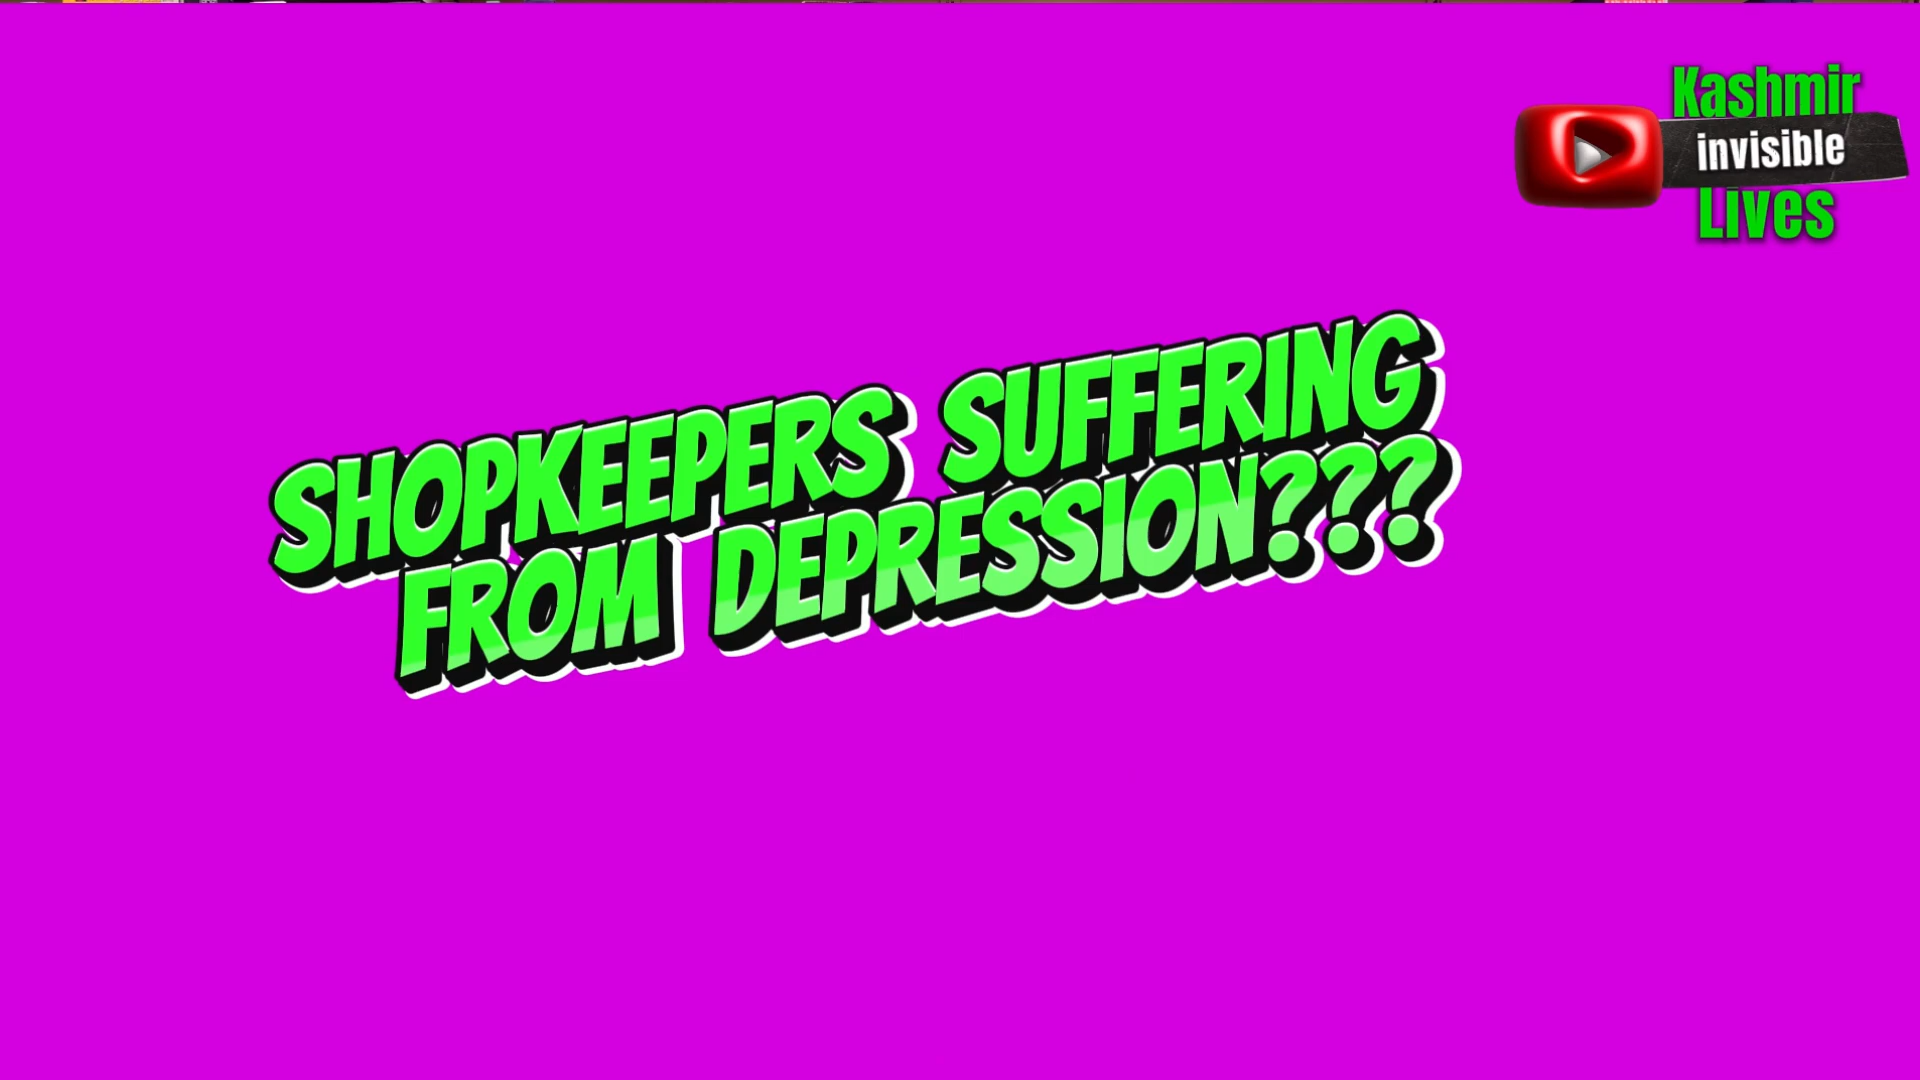 Kashmir
invisible
Lives
SHOPKEEPERS SUFFERING
FROM DEPRESSION???